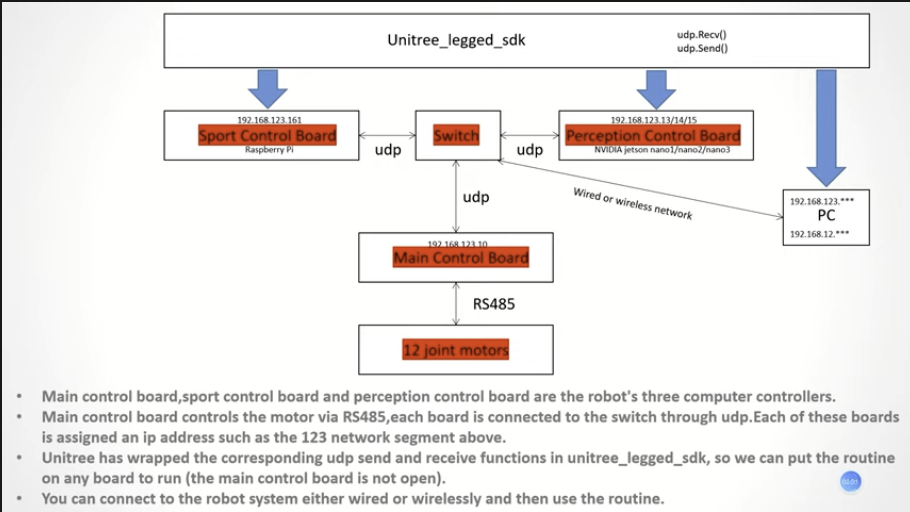 Unitree_legged_sdk
udp.Recv()
udp.Send()
192.168.123.161
Sport Control Board
Raspberry Pi
udp
Switch
udp
192.168.123.13/14/15
Perception Control Board
NVIDIA jetson nano1/nano2/nano3
Wired or wireless network
192.168.123.***
PC
192.168.12.***
udp
192.168.123.10
Main Control Board
RS485
12 joint motors
• Main control board,sport control board and perception control board are the robot's three computer controllers.
• Main control board controls the motor via RS485,each board is connected to the switch through udp.Each of these boards
is assigned an ip address such as the 123 network segment above.
• Unitree has wrapped the corresponding udp send and receive functions in unitree_legged_sdk, so we can put the routine
on any board to run (the main control board is not open).
• You can connect to the robot system either wired or wirelessly and then use the routine.